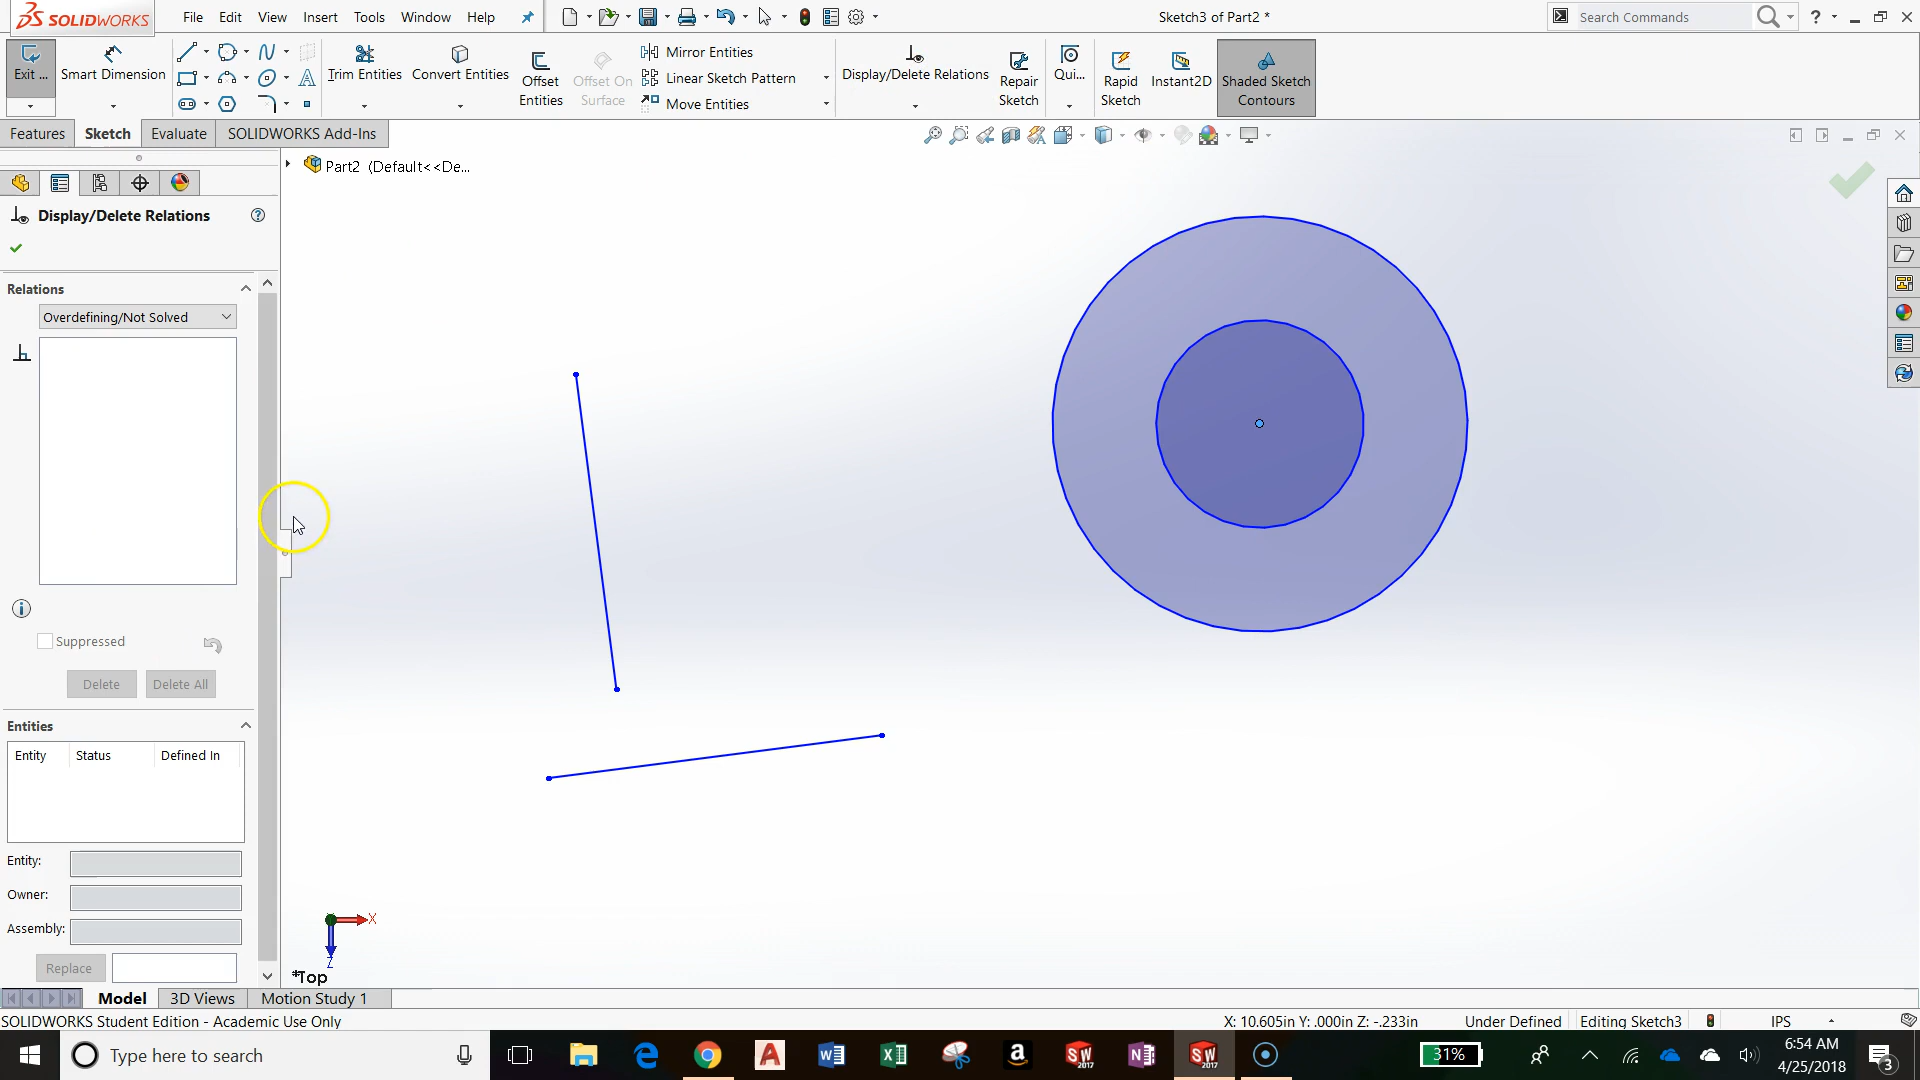 SOLIDWORKS File Edit View Insert Tools Window Help Sketch3 of Part2 * Search Commands ?
Exit ... Smart Dimension Trim Entities Convert Entities Offset Entities Offset On Surface Mirror Entities Linear Sketch Pattern Move Entities Display/Delete Relations Repair Sketch Qui... Rapid Sketch Instant2D Shaded Sketch Contours
Features Sketch Evaluate SOLIDWORKS Add-Ins
Part2 (Default<<De...
Display/Delete Relations
Relations
Overdefining/Not Solved
Suppressed
Delete Delete All
Entities
Entity Status Defined In
Entity:
Owner:
Assembly:
Replace
X
Z
*Top
Model 3D Views Motion Study 1
SOLIDWORKS Student Edition - Academic Use Only X: 10.605in Y: .000in Z: -.233in Under Defined Editing Sketch3 IPS
Type here to search 31% 6:54 AM
4/25/2018 3